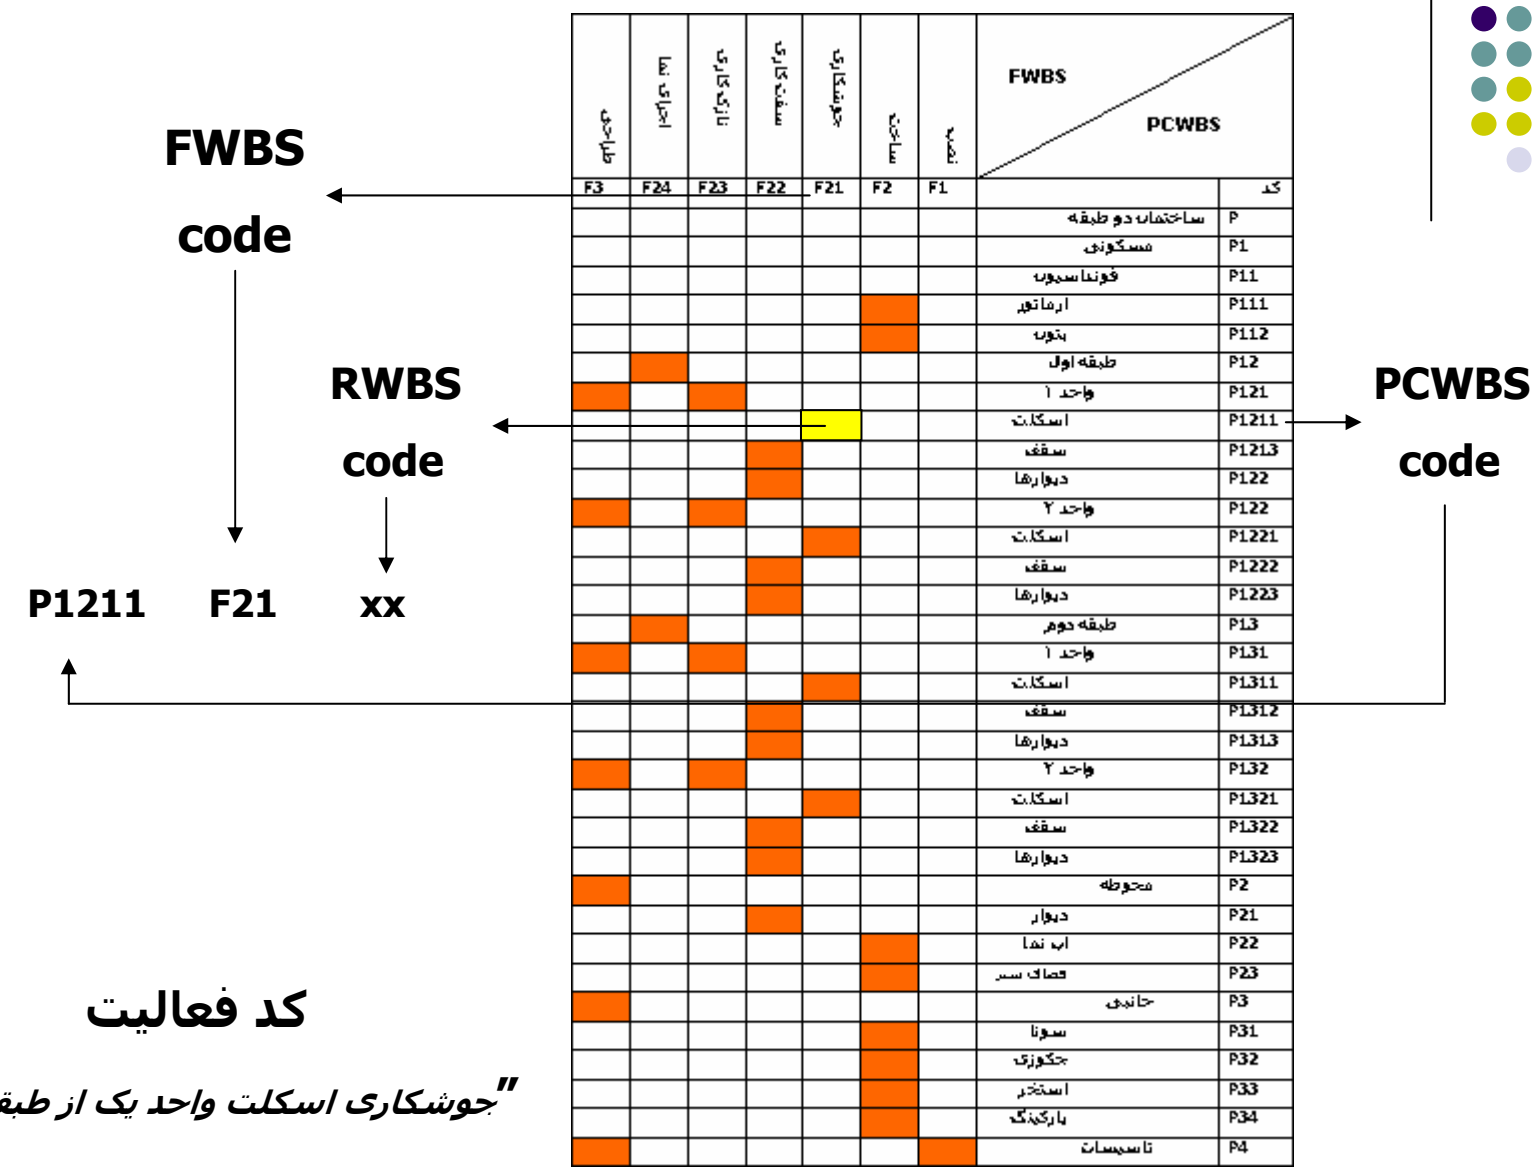 FWBS
PCWBS
طراحی
اجرای نما
نازک کاری
سفت کاری
جوشکاری
ساخت
نصب
F3 F24 F23 F22 F21 F2 F1 کد
P ساختمان دو طبقه
P1 مسکونی
P11 فونداسیون
P111 ارماتور
P112 بتون
P12 طبقه اول
P121 واحد ۱
P1211 اسکلت
P1213 سقف
P122 دیوارها
P122 واحد ۲
P1221 اسکلت
P1222 سقف
P1223 دیوارها
P13 طبقه دوم
P131 واحد ۱
P1311 اسکلت
P1312 سقف
P1313 دیوارها
P132 واحد ۲
P1321 اسکلت
P1322 سقف
P1323 دیوارها
P2 محوطه
P21 دیوار
P22 اب نما
P23 فضای سبز
P3 جانبی
P31 سونا
P32 جکوزی
P33 استخر
P34 پارکینگ
P4 تاسیسات
FWBS
code
RWBS
code
PCWBS
code
P1211 F21 xx
کد فعالیت
"جوشکاری اسکلت واحد یک از